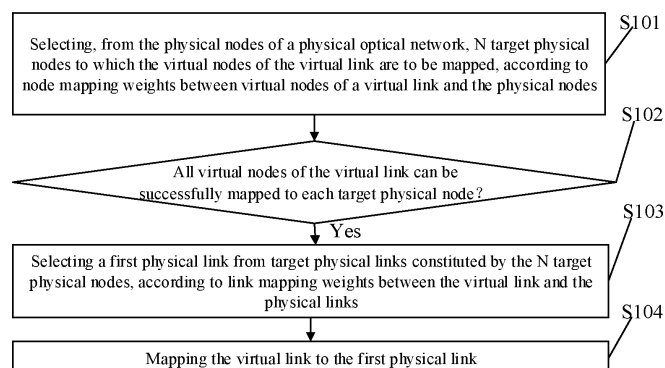 S101
Selecting, from the physical nodes of a physical optical network, N target physical
nodes to which the virtual nodes of the virtual link are to be mapped, according to
node mapping weights between virtual nodes of a virtual link and the physical nodes
S102
All virtual nodes of the virtual link can be
successfully mapped to each target physical node?
Yes
S103
Selecting a first physical link from target physical links constituted by the N target
physical nodes, according to link mapping weights between the virtual link and the
physical links
S104
Mapping the virtual link to the first physical link